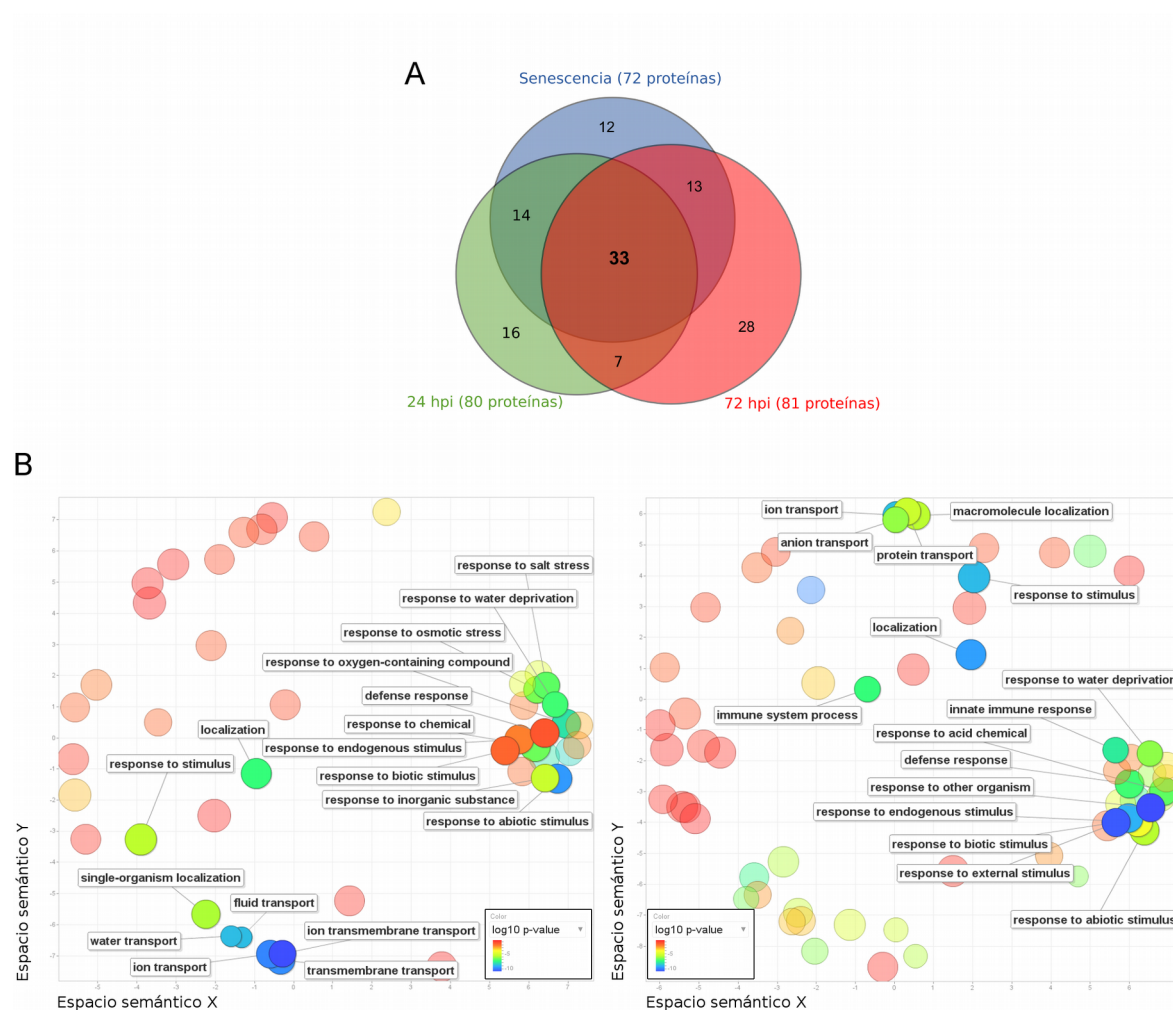 A
Senescencia (72 proteínas)
12
13
14
33
16
28
7
24 hpi (80 proteínas)
72 hpi (81 proteínas)
B
response to salt stress
response to water deprivation
response to osmotic stress
response to oxygen-containing compound
defense response
response to chemical
response to endogenous stimulus
response to biotic stimulus
response to inorganic substance
response to abiotic stimulus
localization
response to stimulus
single-organism localization
fluid transport
water transport
ion transmembrane transport
ion transport
transmembrane transport
Color
log10 p-value
-5
-10
Espacio semántico Y
Espacio semántico X
ion transport
macromolecule localization
anion transport
protein transport
response to stimulus
localization
response to water deprivation
immune system process
innate immune response
response to acid chemical
defense response
response to other organism
response to endogenous stimulus
response to biotic stimulus
response to external stimulus
response to abiotic stimulus
Color
log10 p-value
-5
-10
Espacio semántico Y
Espacio semántico X